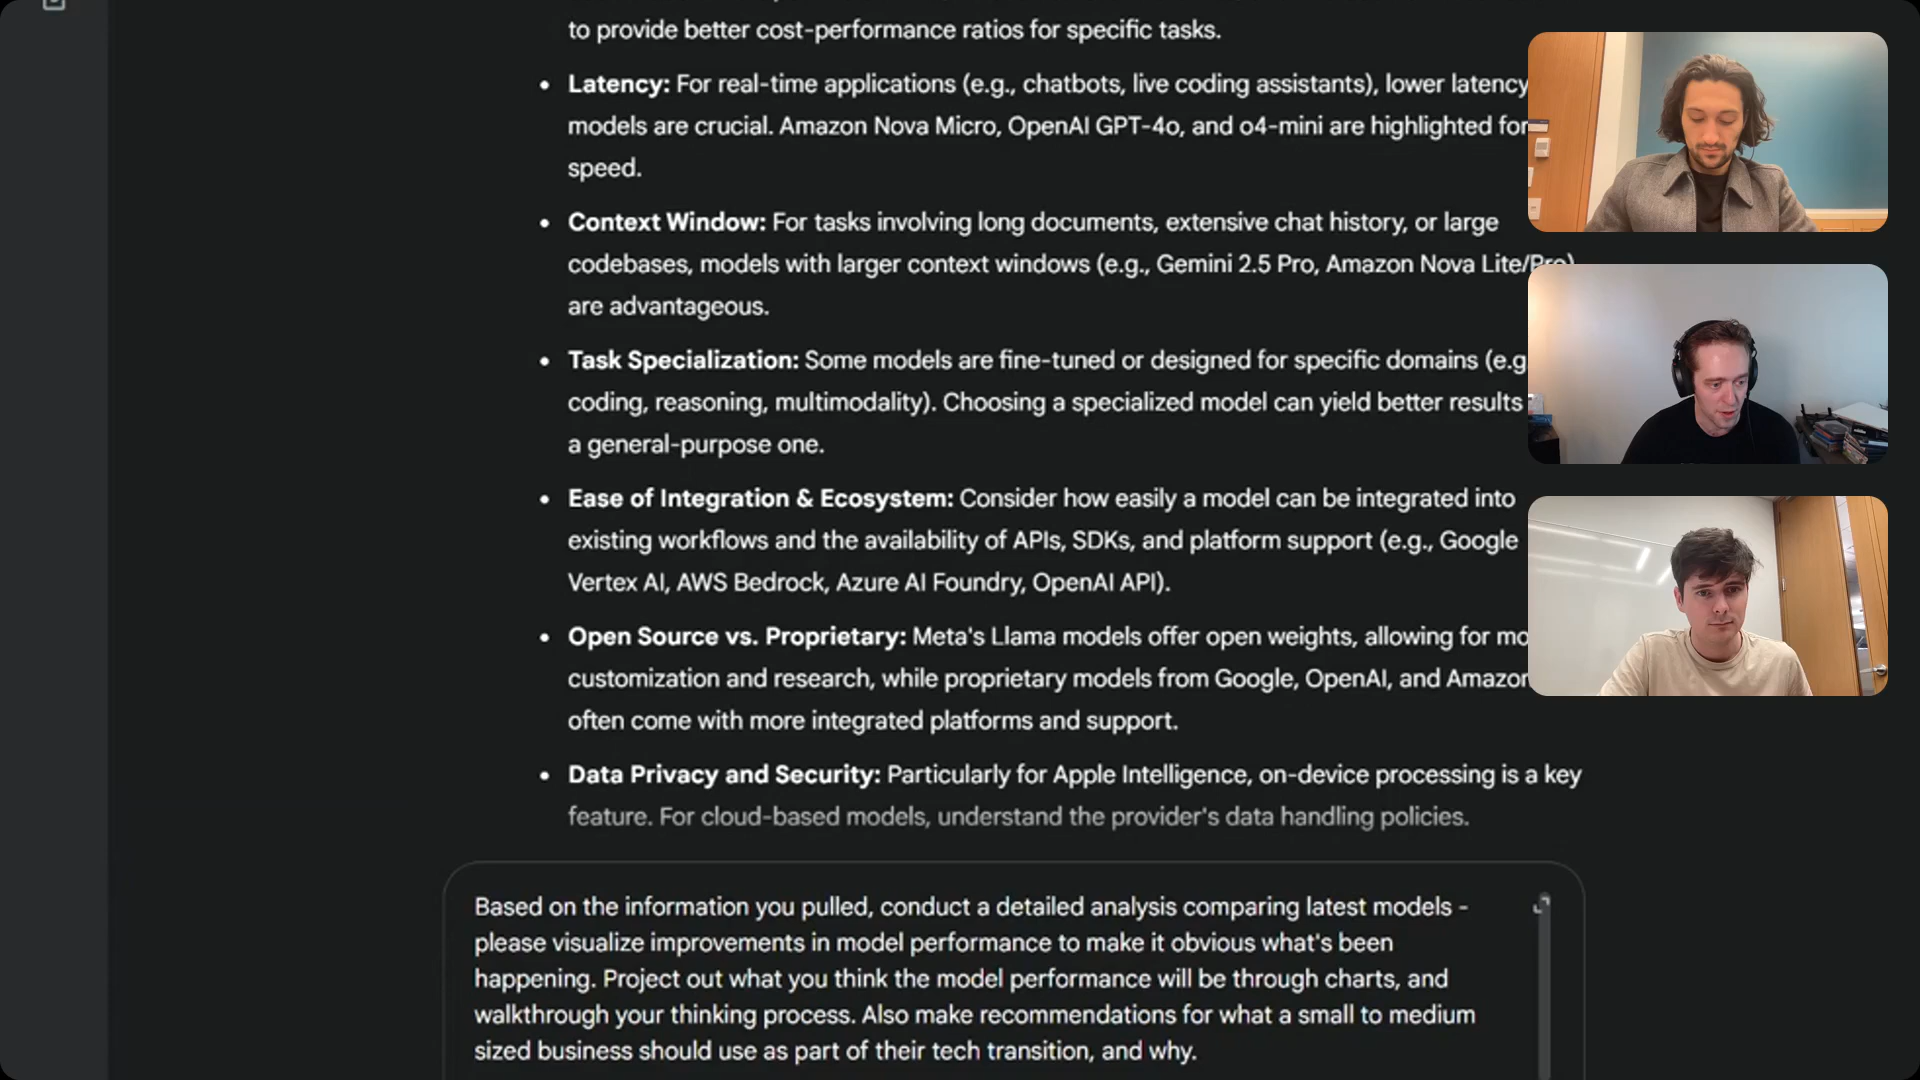 to provide better cost-performance ratios for specific tasks.
• Latency: For real-time applications (e.g., chatbots, live coding assistants), lower latency
models are crucial. Amazon Nova Micro, OpenAI GPT-4o, and o4-mini are highlighted for
speed.
• Context Window: For tasks involving long documents, extensive chat history, or large
codebases, models with larger context windows (e.g., Gemini 2.5 Pro, Amazon Nova Lite/Pro)
are advantageous.
• Task Specialization: Some models are fine-tuned or designed for specific domains (e.g.
coding, reasoning, multimodality). Choosing a specialized model can yield better results
a general-purpose one.
• Ease of Integration & Ecosystem: Consider how easily a model can be integrated into
existing workflows and the availability of APIs, SDKs, and platform support (e.g., Google
Vertex AI, AWS Bedrock, Azure AI Foundry, OpenAI API).
• Open Source vs. Proprietary: Meta's Llama models offer open weights, allowing for mo
customization and research, while proprietary models from Google, OpenAI, and Amazon
often come with more integrated platforms and support.
• Data Privacy and Security: Particularly for Apple Intelligence, on-device processing is a key
feature. For cloud-based models, understand the provider's data handling policies.
Based on the information you pulled, conduct a detailed analysis comparing latest models -
please visualize improvements in model performance to make it obvious what's been
happening. Project out what you think the model performance will be through charts, and
walkthrough your thinking process. Also make recommendations for what a small to medium
sized business should use as part of their tech transition, and why.